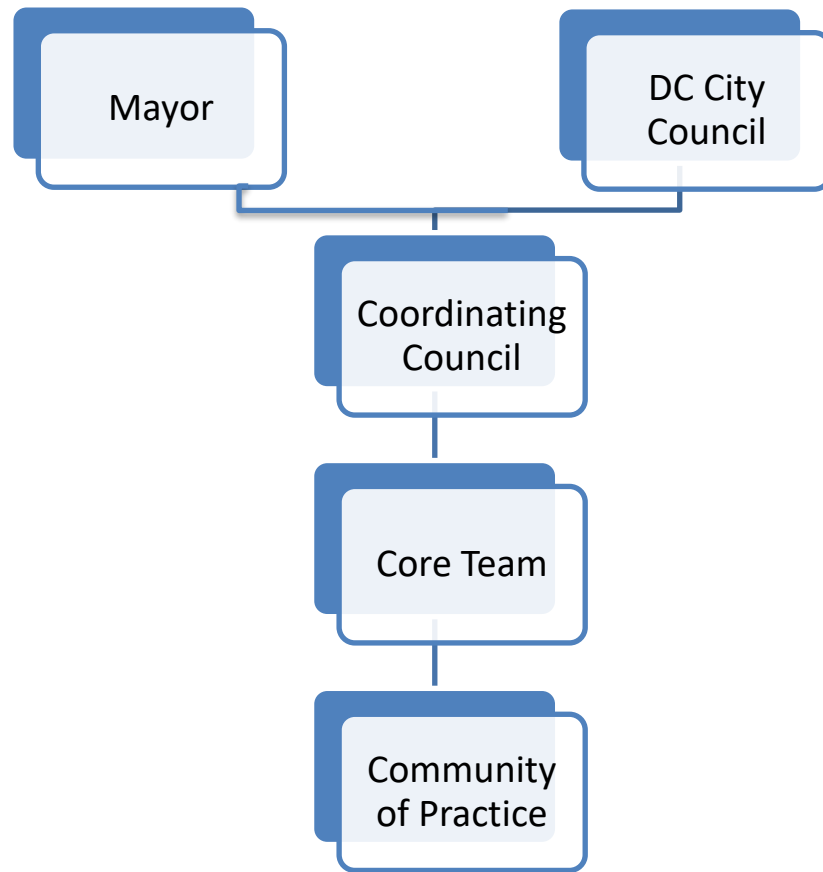 Mayor
DC City
Council
Coordinating
Council
Core Team
Community
of Practice